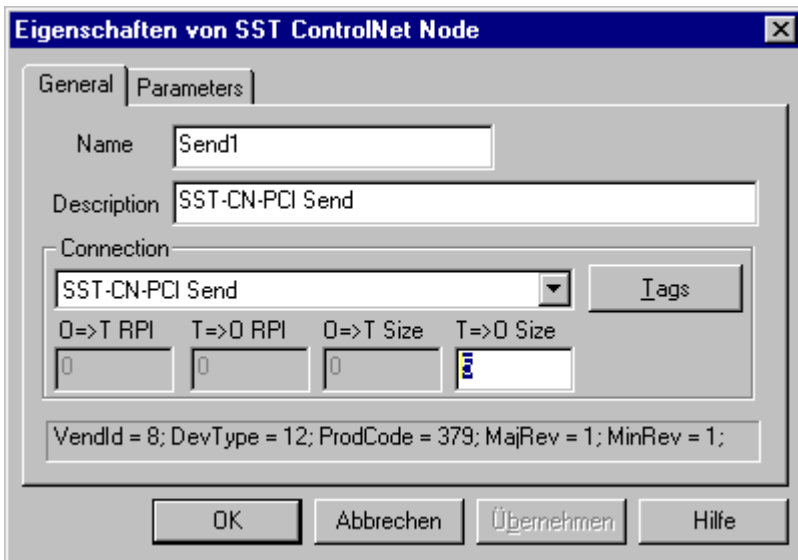 Eigenschaften von SST ControlNet Node
General Parameters
Name Send1
Description SST-CN-PCI Send
Connection
SST-CN-PCI Send Tags
O=>T RPI T=>O RPI O=>T Size T=>O Size
0 0 0
VendId = 8; DevType = 12; ProdCode = 379; MajRev = 1; MinRev = 1;
OK Abbrechen Übernehmen Hilfe